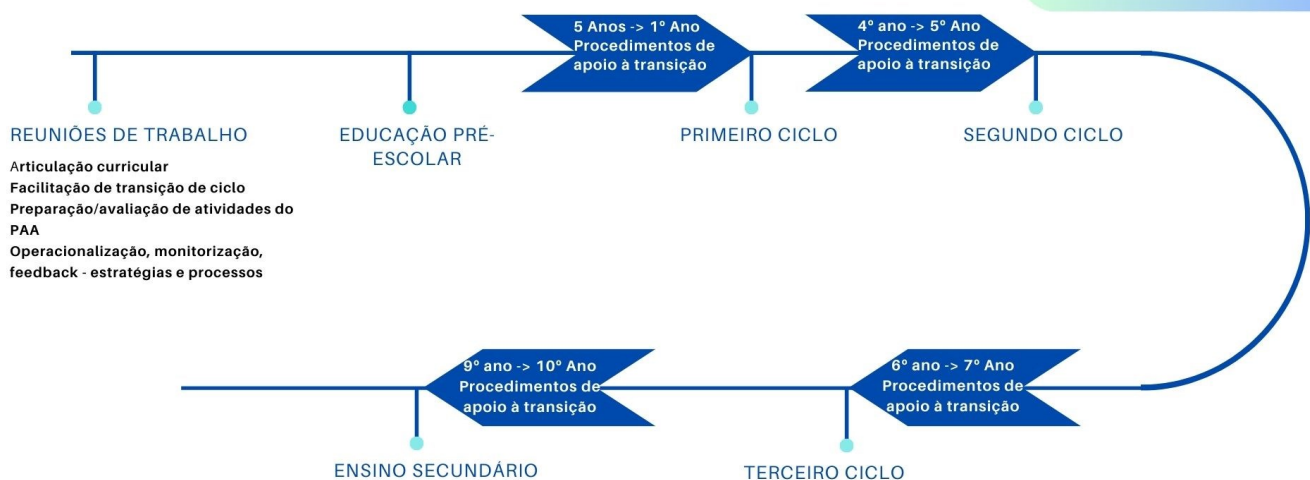 5 Anos -> 1º Ano
Procedimentos de
apoio à transição
4º ano -> 5º Ano
Procedimentos de
apoio à transição
REUNIÕES DE TRABALHO
EDUCAÇÃO PRÉ-
ESCOLAR
PRIMEIRO CICLO
SEGUNDO CICLO
Articulação curricular
Facilitação de transição de ciclo
Preparação/avaliação de atividades do
PAA
Operacionalização, monitorização,
feedback - estratégias e processos
9º ano -> 10º Ano
Procedimentos de
apoio à transição
6º ano -> 7º Ano
Procedimentos de
apoio à transição
ENSINO SECUNDÁRIO
TERCEIRO CICLO